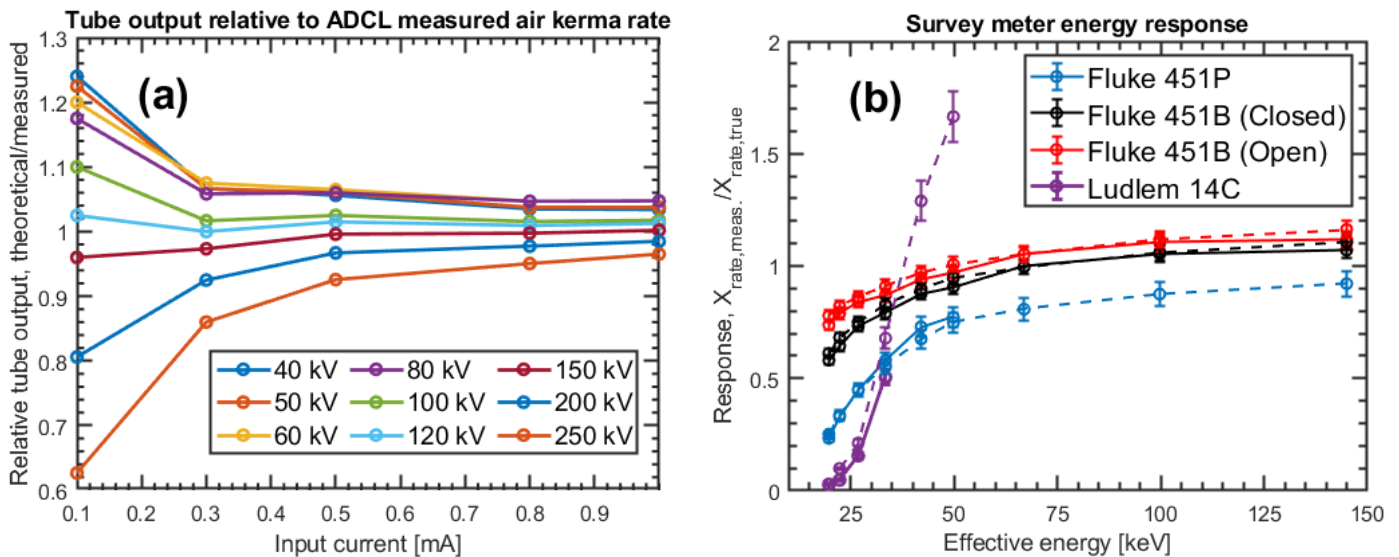 Tube output relative to ADCL measured air kerma rate
(a)
Relative tube output, theoretical/measured
1.3
1.2
1.1
1
0.9
0.8
0.7
0.6
0.1 0.2 0.3 0.4 0.5 0.6 0.7 0.8 0.9
Input current [mA]
40 kV 80 kV 150 kV
50 kV 100 kV 200 kV
60 kV 120 kV 250 kV
Survey meter energy response
(b)
Response, X_rate,meas. /X_rate,true
2
1.5
1
0.5
0
25 50 75 100 125 150
Effective energy [keV]
Fluke 451P
Fluke 451B (Closed)
Fluke 451B (Open)
Ludlem 14C